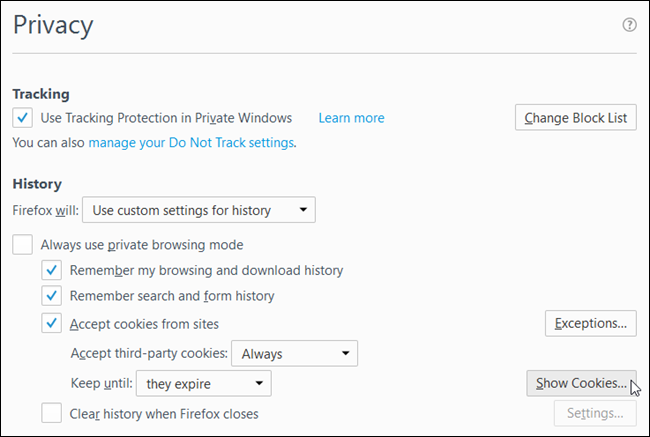 Privacy ?
Tracking
Use Tracking Protection in Private Windows Learn more Change Block List
You can also manage your Do Not Track settings.
History
Firefox will: Use custom settings for history
Always use private browsing mode
Remember my browsing and download history
Remember search and form history
Accept cookies from sites Exceptions...
Accept third-party cookies: Always
Keep until: they expire Show Cookies...
Clear history when Firefox closes Settings...